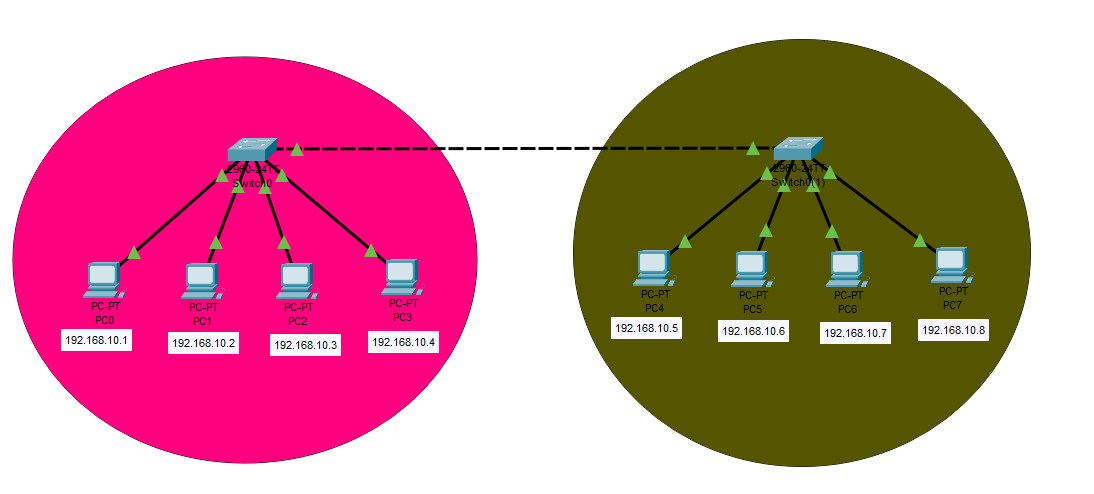 2960-24TT
Switch0
2960-24TT
Switch0(1)
PC-PT
PC0
192.168.10.1
PC-PT
PC1
192.168.10.2
PC-PT
PC2
192.168.10.3
PC-PT
PC3
192.168.10.4
PC-PT
PC4
192.168.10.5
PC-PT
PC5
192.168.10.6
PC-PT
PC6
192.168.10.7
PC-PT
PC7
192.168.10.8